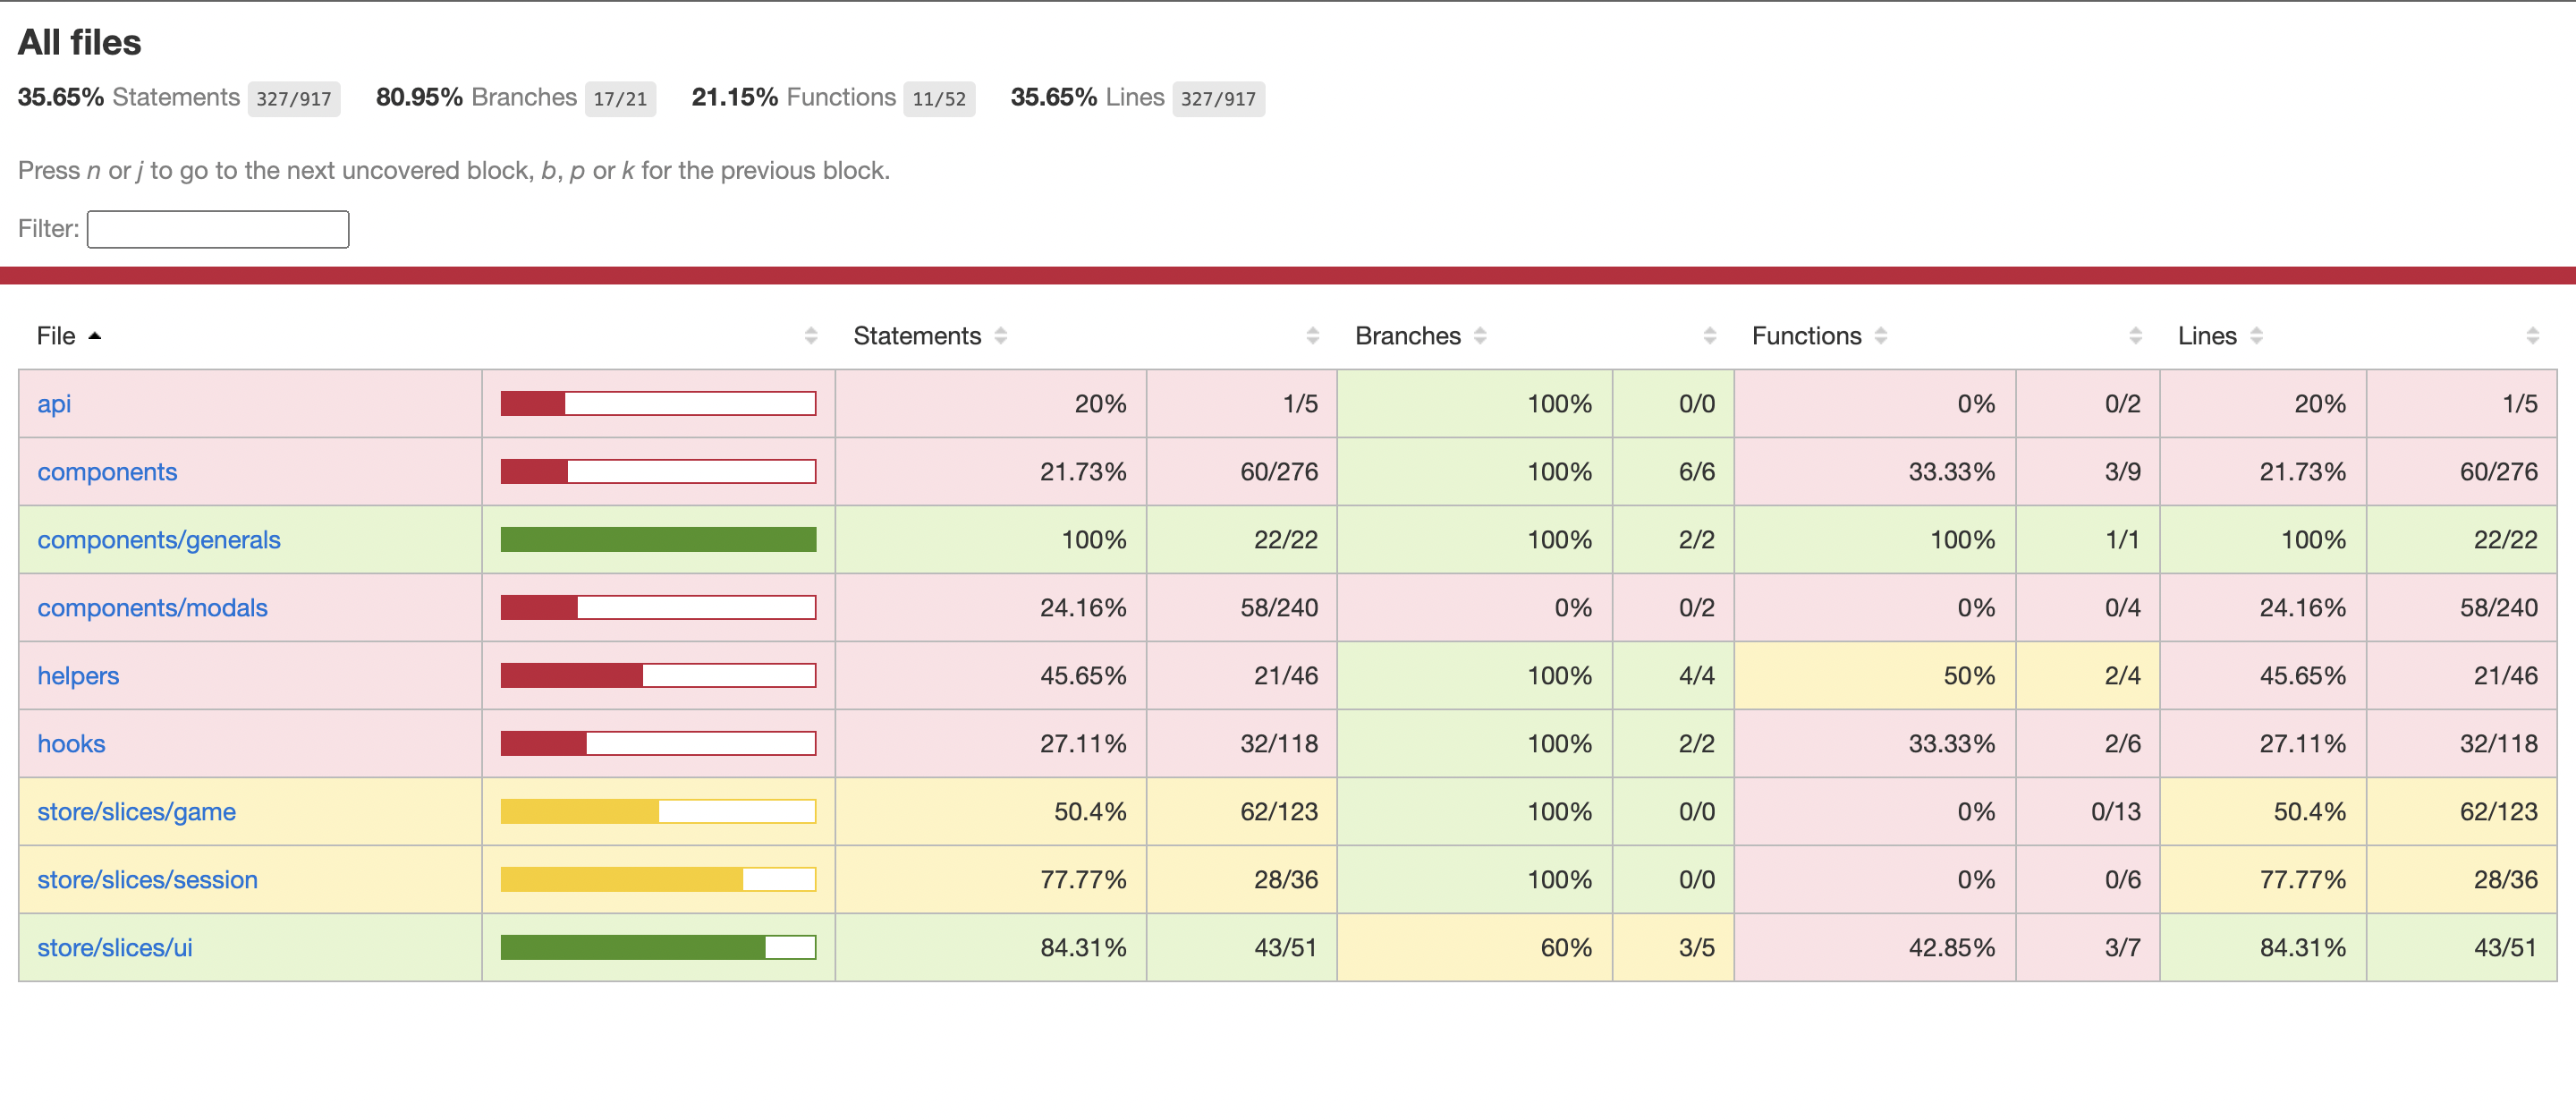 All files
35.65% Statements 327/917 80.95% Branches 17/21 21.15% Functions 11/52 35.65% Lines 327/917
Press n or j to go to the next uncovered block, b, p or k for the previous block.
Filter:
File Statements Branches Functions Lines
api 20% 1/5 100% 0/0 0% 0/2 20% 1/5
components 21.73% 60/276 100% 6/6 33.33% 3/9 21.73% 60/276
components/generals 100% 22/22 100% 2/2 100% 1/1 100% 22/22
components/modals 24.16% 58/240 0% 0/2 0% 0/4 24.16% 58/240
helpers 45.65% 21/46 100% 4/4 50% 2/4 45.65% 21/46
hooks 27.11% 32/118 100% 2/2 33.33% 2/6 27.11% 32/118
store/slices/game 50.4% 62/123 100% 0/0 0% 0/13 50.4% 62/123
store/slices/session 77.77% 28/36 100% 0/0 0% 0/6 77.77% 28/36
store/slices/ui 84.31% 43/51 60% 3/5 42.85% 3/7 84.31% 43/51